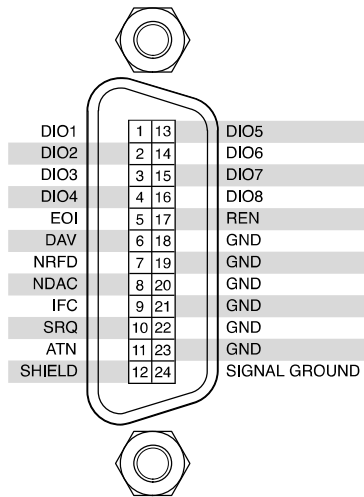 DIO1 1 13 DIO5
DIO2 2 14 DIO6
DIO3 3 15 DIO7
DIO4 4 16 DIO8
EOI 5 17 REN
DAV 6 18 GND
NRFD 7 19 GND
NDAC 8 20 GND
IFC 9 21 GND
SRQ 10 22 GND
ATN 11 23 GND
SHIELD 12 24 SIGNAL GROUND